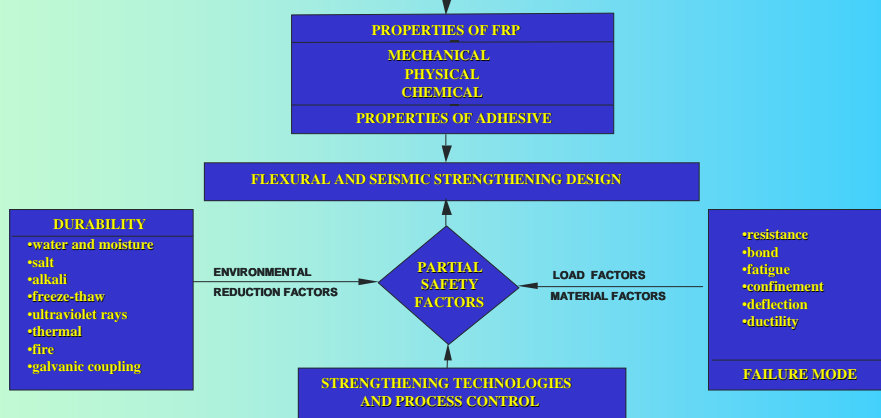 PROPERTIES OF FRP
MECHANICAL
PHYSICAL
CHEMICAL
PROPERTIES OF ADHESIVE
FLEXURAL AND SEISMIC STRENGTHENING DESIGN
DURABILITY
•water and moisture
•salt
•alkali
•freeze-thaw
•ultraviolet rays
•thermal
•fire
•galvanic coupling
ENVIRONMENTAL
REDUCTION FACTORS
PARTIAL
SAFETY
FACTORS
LOAD FACTORS
MATERIAL FACTORS
•resistance
•bond
•fatigue
•confinement
•deflection
•ductility
FAILURE MODE
STRENGTHENING TECHNOLOGIES
AND PROCESS CONTROL